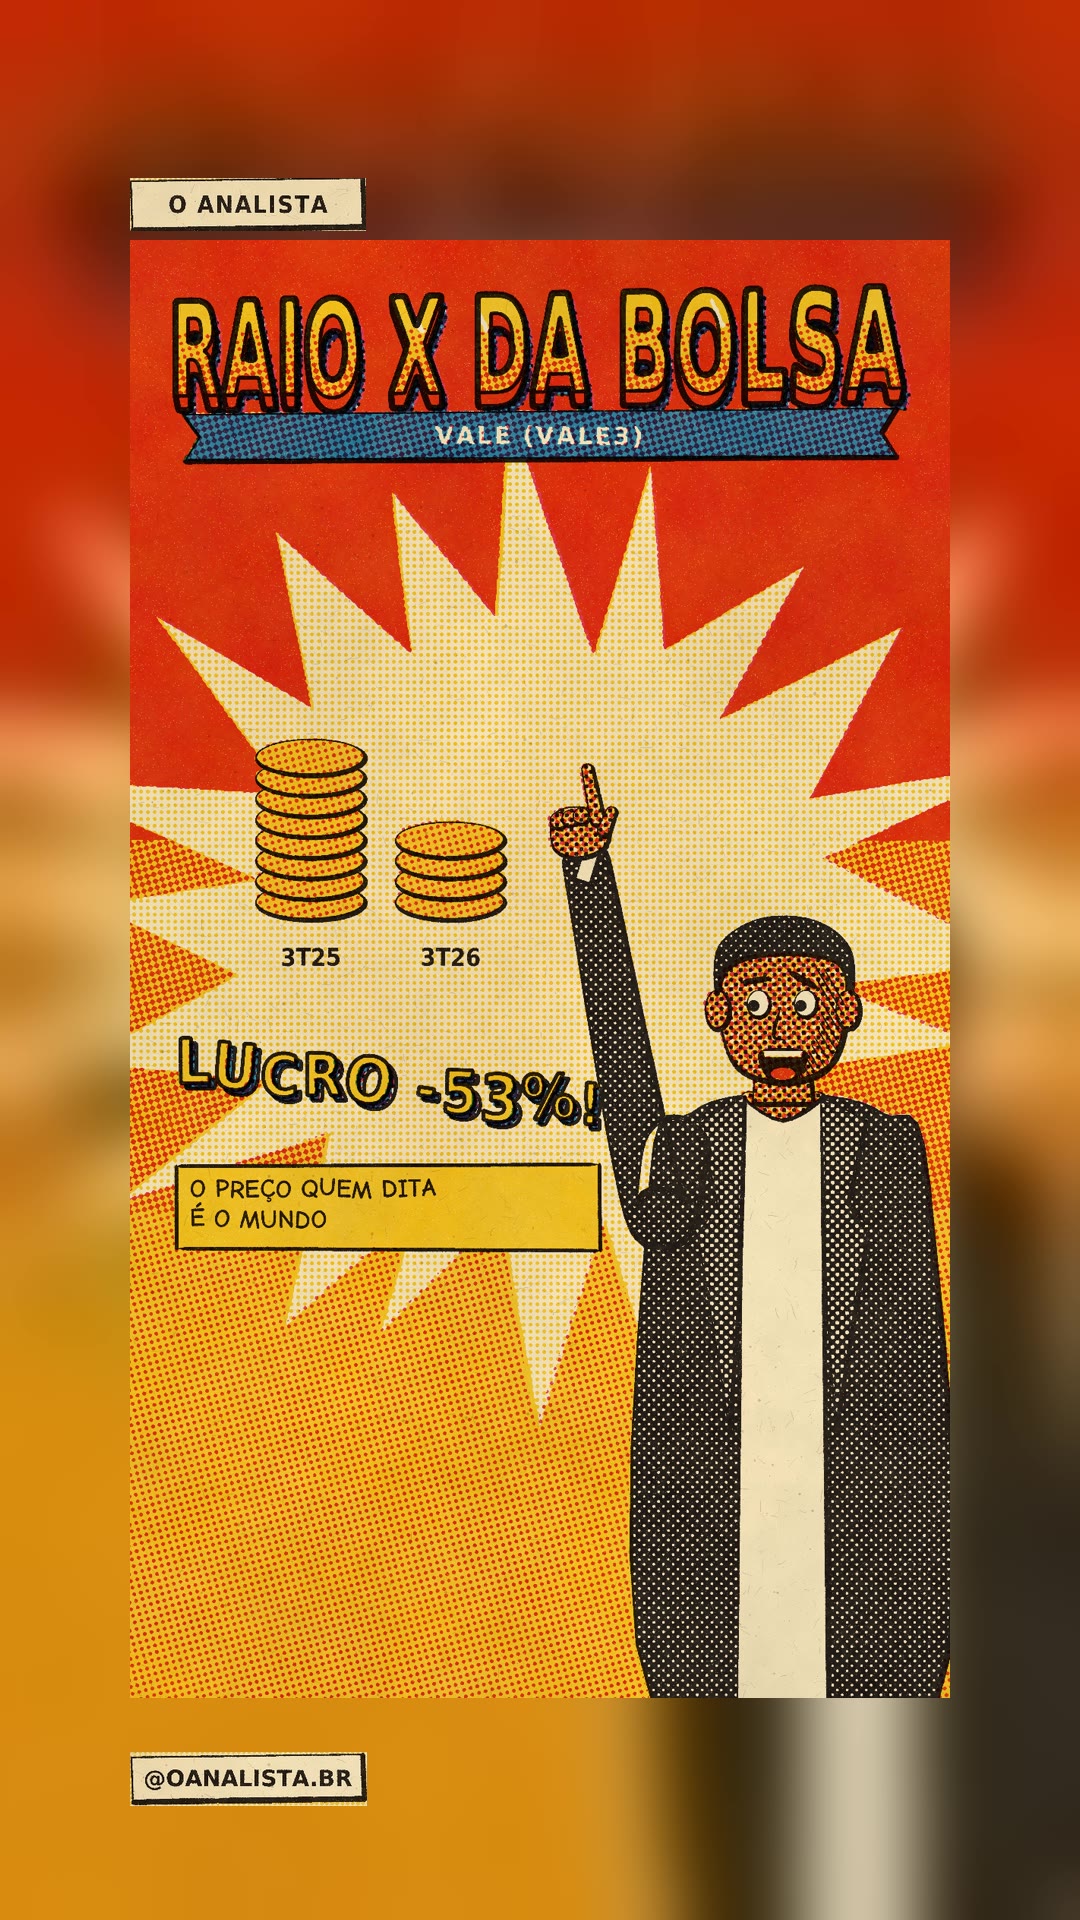 O ANALISTA
RAIO X DA BOLSA
VALE (VALE3)
3T25
3T26
LUCRO -53%!
O PREÇO QUEM DITA
É O MUNDO
@OANALISTA.BR